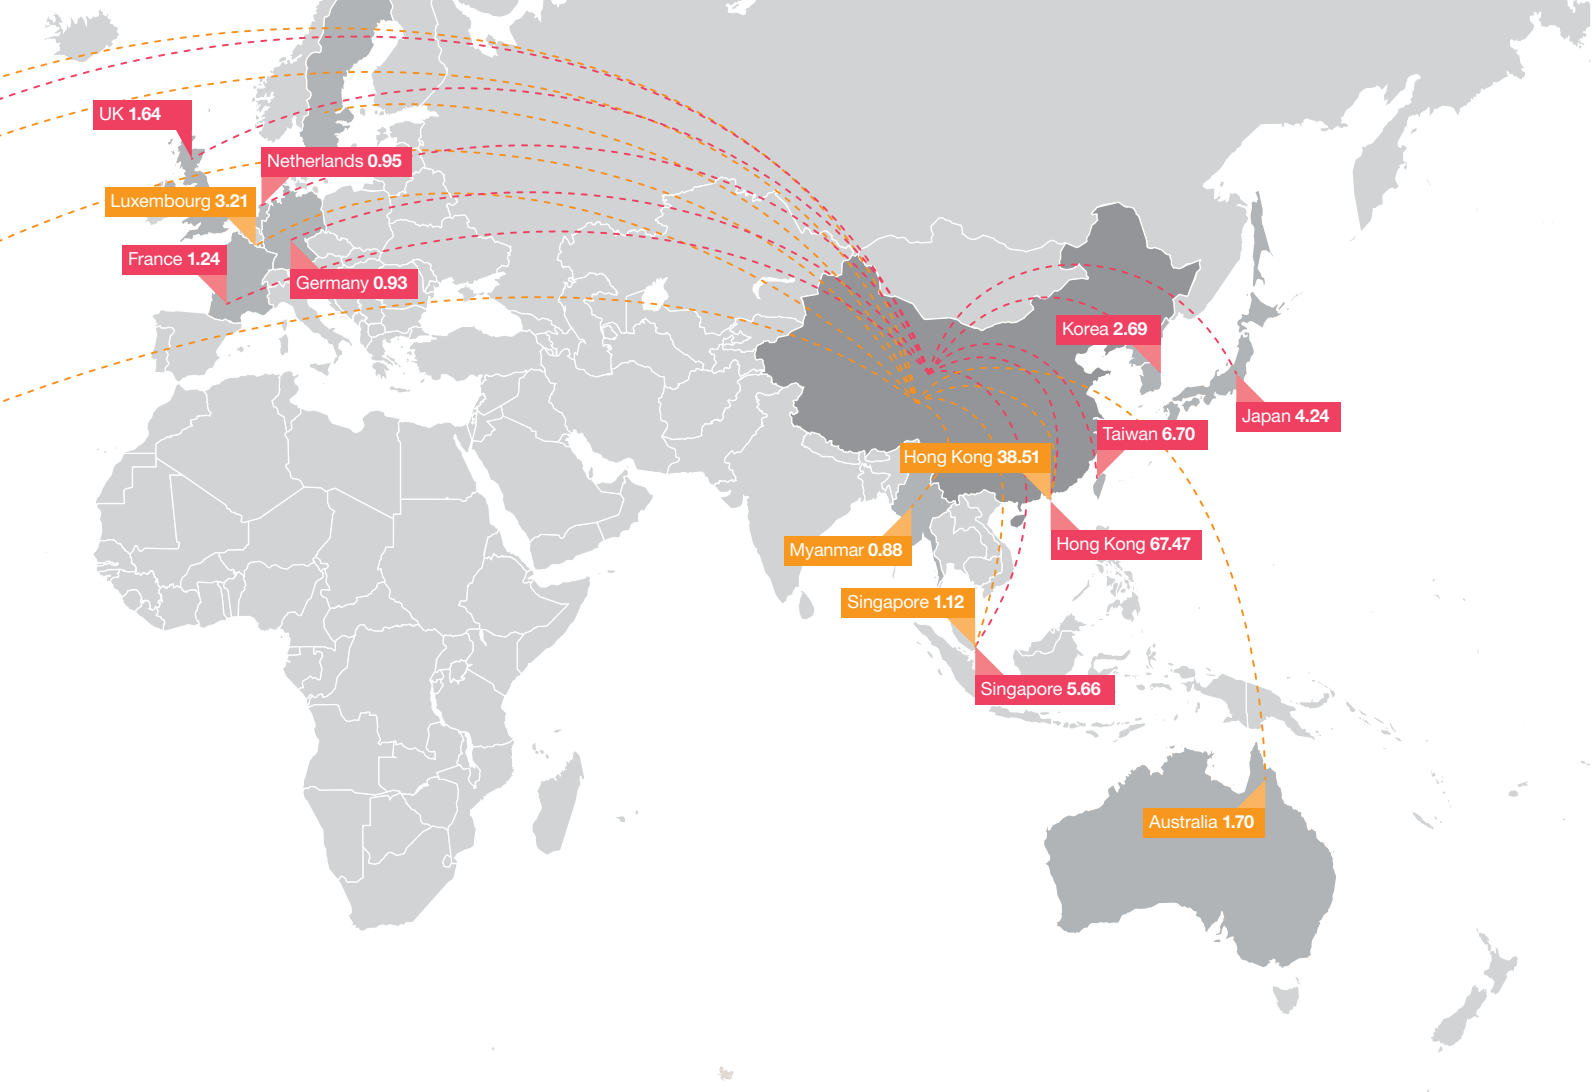 UK 1.64
Netherlands 0.95
Luxembourg 3.21
France 1.24
Germany 0.93
Korea 2.69
Japan 4.24
Taiwan 6.70
Hong Kong 38.51
Hong Kong 67.47
Myanmar 0.88
Singapore 1.12
Singapore 5.66
Australia 1.70